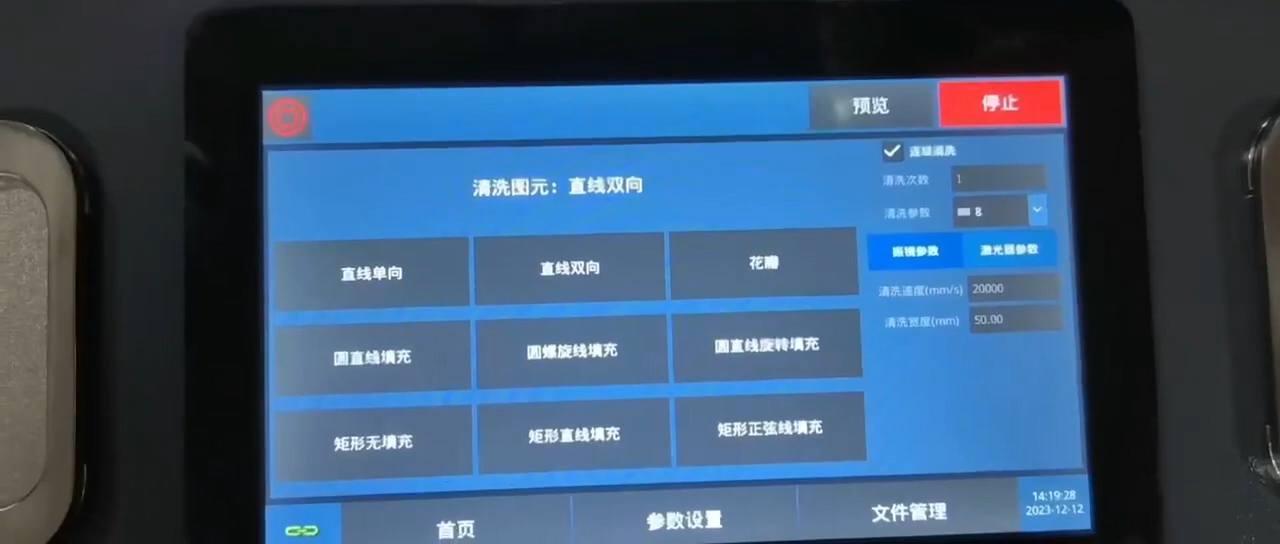 预览
停止
连续清洗
清洗图元：直线双向
清洗次数 1
清洗参数 8
直线单向
直线双向
花瓣
振镜参数
激光器参数
清洗速度(mm/s) 20000
清洗宽度(mm) 50.00
圆直线填充
圆螺旋线填充
圆直线旋转填充
矩形无填充
矩形直线填充
矩形正弦线填充
首页
参数设置
文件管理
14:19:28
2023-12-12